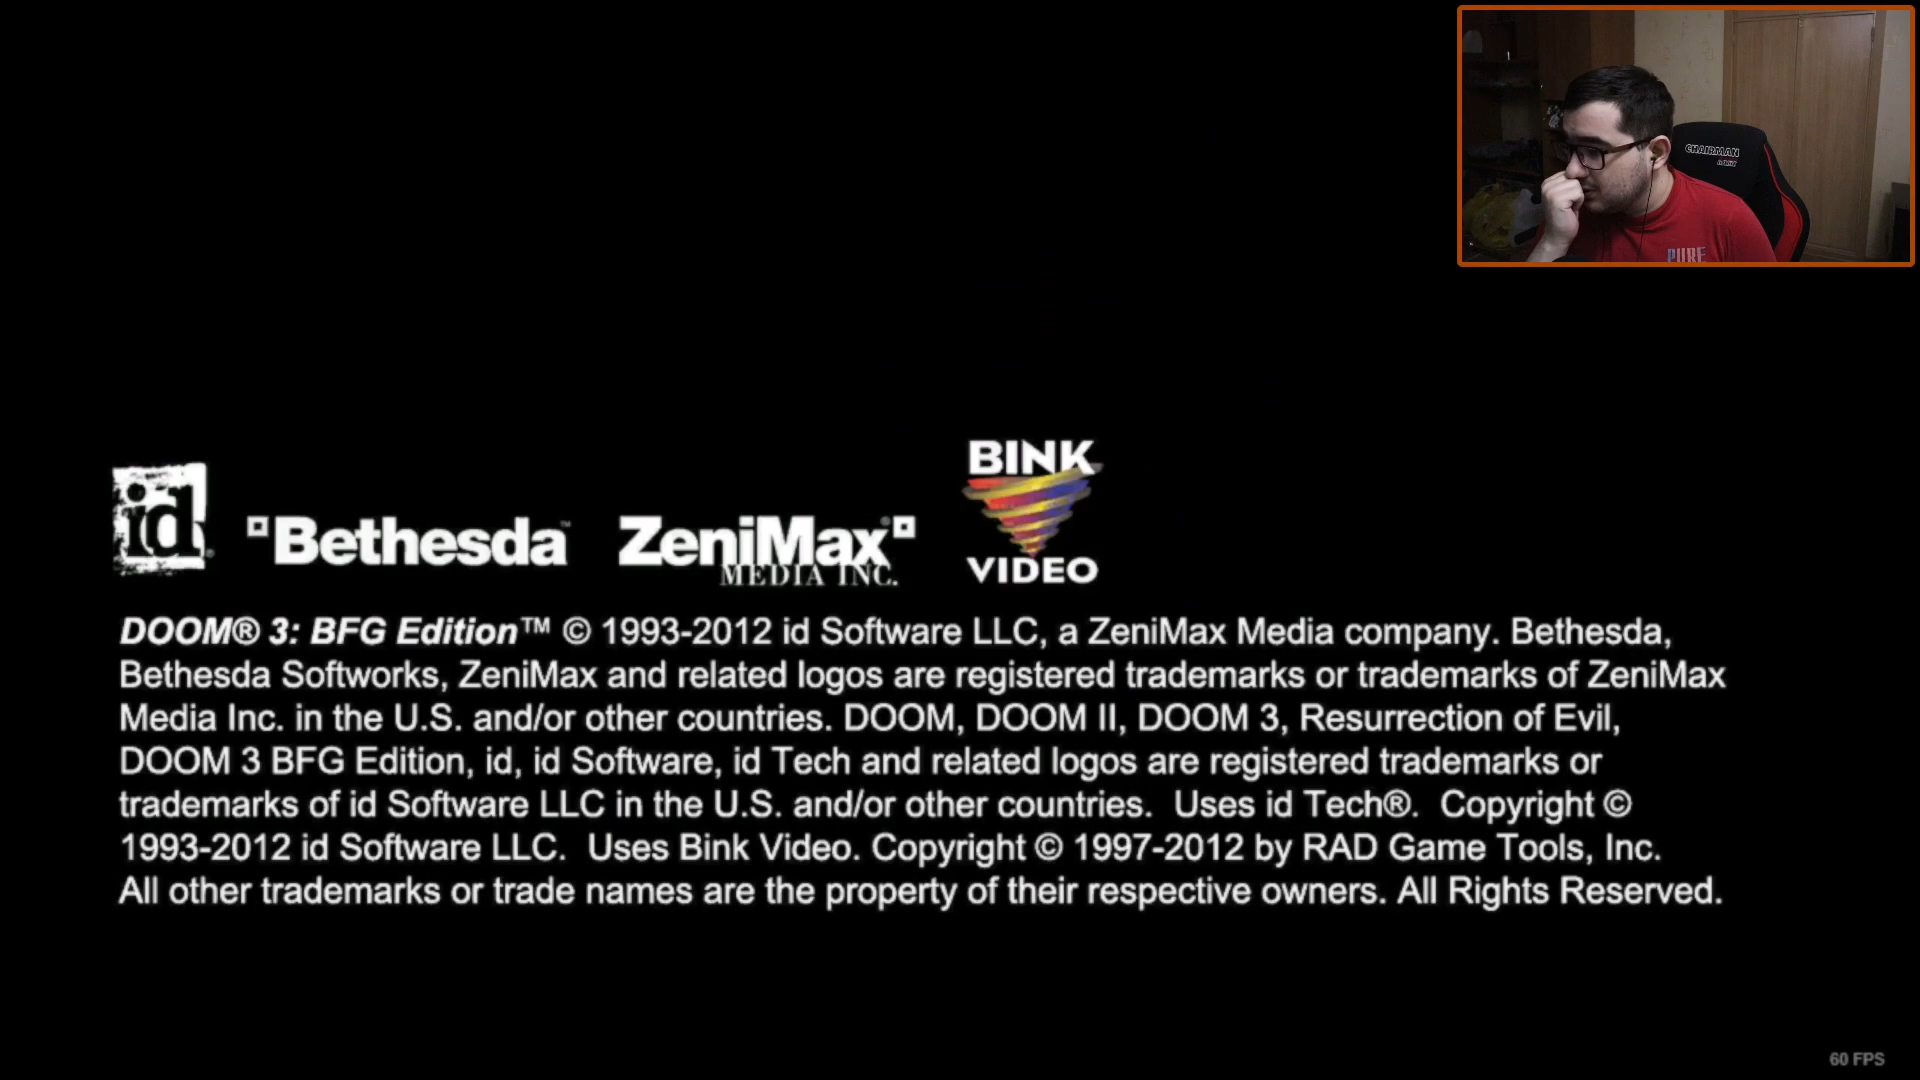 CHAIRMAN
PURE
BINK
id
Bethesda™
ZeniMax®
MEDIA INC.
VIDEO
DOOM® 3: BFG Edition™ © 1993-2012 id Software LLC, a ZeniMax Media company. Bethesda,
Bethesda Softworks, ZeniMax and related logos are registered trademarks or trademarks of ZeniMax
Media Inc. in the U.S. and/or other countries. DOOM, DOOM II, DOOM 3, Resurrection of Evil,
DOOM 3 BFG Edition, id, id Software, id Tech and related logos are registered trademarks or
trademarks of id Software LLC in the U.S. and/or other countries.  Uses id Tech®.  Copyright ©
1993-2012 id Software LLC.  Uses Bink Video. Copyright © 1997-2012 by RAD Game Tools, Inc.
All other trademarks or trade names are the property of their respective owners. All Rights Reserved.
60 FPS